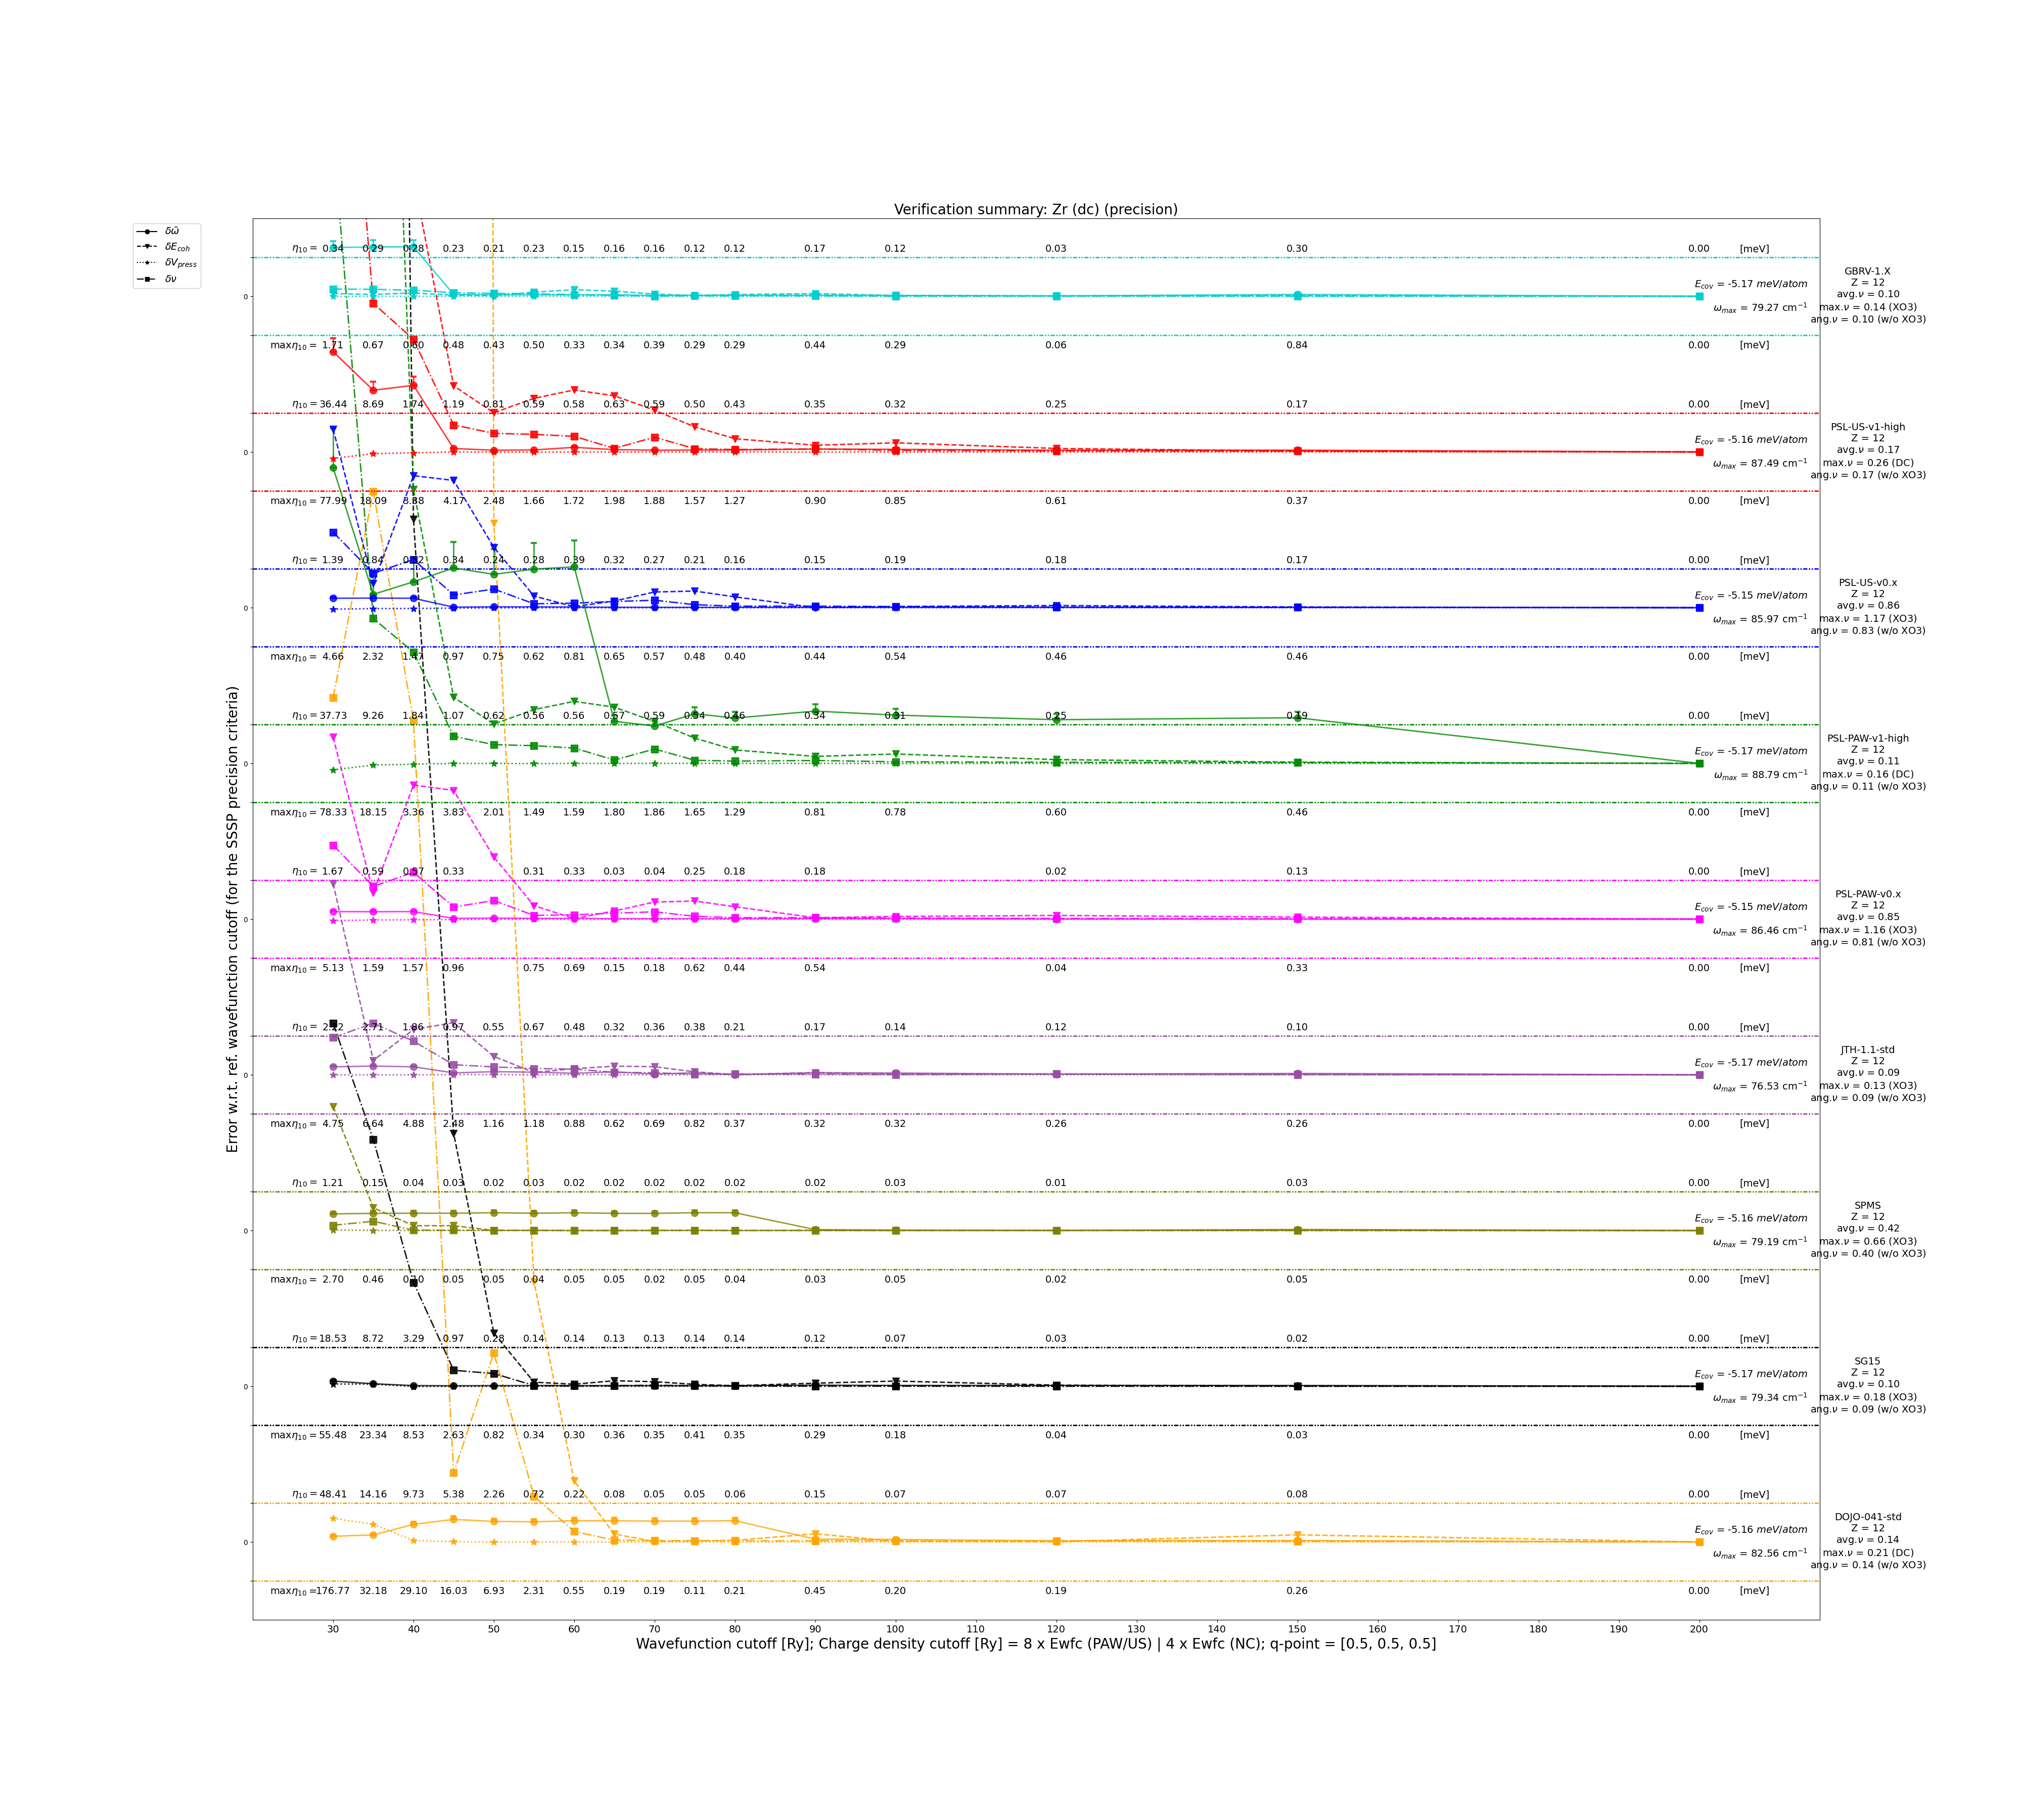 Verification summary: Zr (dc) (precision)
δω̄
δE_coh
δV_press
δν
Error w.r.t. ref. wavefunction cutoff (for the SSSP precision criteria)
η₁₀ = 0.34 0.29 0.28 0.23 0.21 0.23 0.15 0.16 0.16 0.12 0.12 0.17 0.12 0.03 0.30 0.00 [meV]
0
E_cov = -5.17 meV/atom
ω_max = 79.27 cm⁻¹
GBRV-1.X
Z = 12
avg.ν = 0.10
max.ν = 0.14 (XO3)
ang.ν = 0.10 (w/o XO3)
maxη₁₀ = 1.71 0.67 0.60 0.48 0.43 0.50 0.33 0.34 0.39 0.29 0.29 0.44 0.29 0.06 0.84 0.00 [meV]
η₁₀ = 36.44 8.69 1.74 1.19 0.81 0.59 0.58 0.63 0.59 0.50 0.43 0.35 0.32 0.25 0.17 0.00 [meV]
0
E_cov = -5.16 meV/atom
ω_max = 87.49 cm⁻¹
PSL-US-v1-high
Z = 12
avg.ν = 0.17
max.ν = 0.26 (DC)
ang.ν = 0.17 (w/o XO3)
maxη₁₀ = 77.99 18.09 3.88 4.17 2.48 1.66 1.72 1.98 1.88 1.57 1.27 0.90 0.85 0.61 0.37 0.00 [meV]
η₁₀ = 1.39 0.84 0.34 0.24 0.28 0.39 0.32 0.27 0.21 0.16 0.15 0.19 0.18 0.17 0.00 [meV]
0
E_cov = -5.15 meV/atom
ω_max = 85.97 cm⁻¹
PSL-US-v0.x
Z = 12
avg.ν = 0.86
max.ν = 1.17 (XO3)
ang.ν = 0.83 (w/o XO3)
maxη₁₀ = 4.66 2.32 1.47 0.97 0.75 0.62 0.81 0.65 0.57 0.48 0.40 0.44 0.54 0.46 0.46 0.00 [meV]
η₁₀ = 37.73 9.26 1.84 1.07 0.62 0.56 0.56 0.57 0.59 0.54 0.46 0.34 0.31 0.25 0.19 0.00 [meV]
0
E_cov = -5.17 meV/atom
ω_max = 88.79 cm⁻¹
PSL-PAW-v1-high
Z = 12
avg.ν = 0.11
max.ν = 0.16 (DC)
ang.ν = 0.11 (w/o XO3)
maxη₁₀ = 78.33 18.15 3.36 3.83 2.01 1.49 1.59 1.80 1.86 1.65 1.29 0.81 0.78 0.60 0.46 0.00 [meV]
η₁₀ = 1.67 0.59 0.57 0.33 0.31 0.33 0.03 0.04 0.25 0.18 0.18 0.02 0.13 0.00 [meV]
0
E_cov = -5.15 meV/atom
ω_max = 86.46 cm⁻¹
PSL-PAW-v0.x
Z = 12
avg.ν = 0.85
max.ν = 1.16 (XO3)
ang.ν = 0.81 (w/o XO3)
maxη₁₀ = 5.13 1.59 1.57 0.96 0.75 0.69 0.15 0.18 0.62 0.44 0.54 0.04 0.33 0.00 [meV]
η₁₀ = 2.71 1.86 0.97 0.55 0.67 0.48 0.32 0.36 0.38 0.21 0.17 0.14 0.12 0.10 0.00 [meV]
0
E_cov = -5.17 meV/atom
ω_max = 76.53 cm⁻¹
JTH-1.1-std
Z = 12
avg.ν = 0.09
max.ν = 0.13 (XO3)
ang.ν = 0.09 (w/o XO3)
maxη₁₀ = 4.75 6.64 4.88 2.48 1.16 1.18 0.88 0.62 0.69 0.82 0.37 0.32 0.32 0.26 0.26 0.00 [meV]
η₁₀ = 1.21 0.15 0.04 0.03 0.02 0.03 0.02 0.02 0.02 0.02 0.02 0.02 0.03 0.01 0.03 0.00 [meV]
0
E_cov = -5.16 meV/atom
ω_max = 79.19 cm⁻¹
SPMS
Z = 12
avg.ν = 0.42
max.ν = 0.66 (XO3)
ang.ν = 0.40 (w/o XO3)
maxη₁₀ = 2.70 0.46 0.05 0.05 0.04 0.05 0.05 0.02 0.05 0.04 0.03 0.05 0.02 0.05 0.00 [meV]
η₁₀ = 18.53 8.72 3.29 0.97 0.28 0.14 0.14 0.13 0.13 0.14 0.14 0.12 0.07 0.03 0.02 0.00 [meV]
0
E_cov = -5.17 meV/atom
ω_max = 79.34 cm⁻¹
SG15
Z = 12
avg.ν = 0.10
max.ν = 0.18 (XO3)
ang.ν = 0.09 (w/o XO3)
maxη₁₀ = 55.48 23.34 8.53 2.63 0.82 0.34 0.30 0.36 0.35 0.41 0.35 0.29 0.18 0.04 0.03 0.00 [meV]
η₁₀ = 48.41 14.16 9.73 5.38 2.26 0.72 0.22 0.08 0.05 0.05 0.06 0.15 0.07 0.07 0.08 0.00 [meV]
0
E_cov = -5.16 meV/atom
ω_max = 82.56 cm⁻¹
DOJO-041-std
Z = 12
avg.ν = 0.14
max.ν = 0.21 (DC)
ang.ν = 0.14 (w/o XO3)
maxη₁₀ = 176.77 32.18 29.10 16.03 6.93 2.31 0.55 0.19 0.19 0.11 0.21 0.45 0.20 0.19 0.26 0.00 [meV]
30 40 50 60 70 80 90 100 110 120 130 140 150 160 170 180 190 200
Wavefunction cutoff [Ry]; Charge density cutoff [Ry] = 8 x Ewfc (PAW/US) | 4 x Ewfc (NC); q-point = [0.5, 0.5, 0.5]